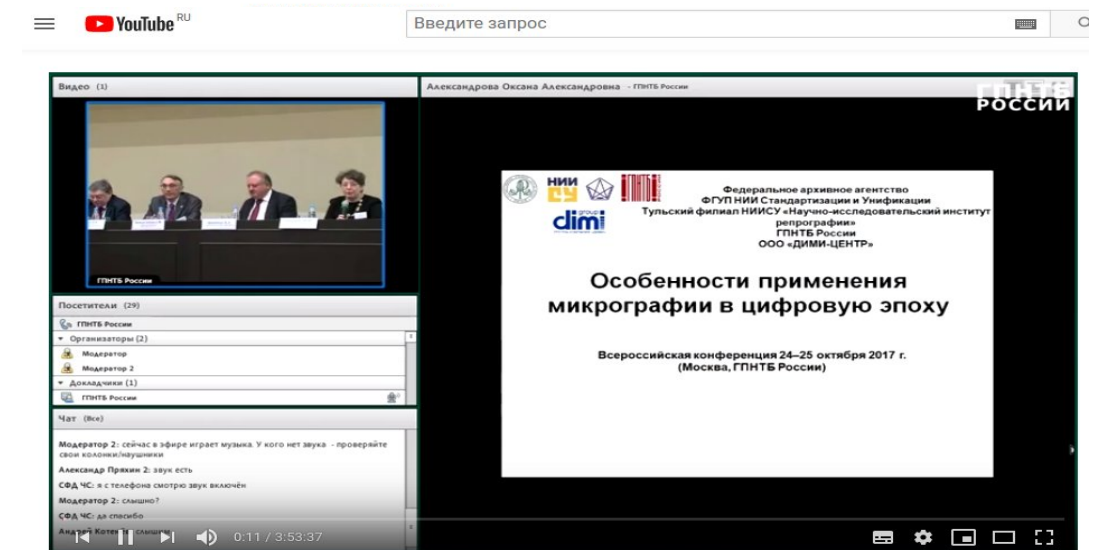 YouTube RU
Введите запрос
Видео (1)
ГПНТБ России
Посетители (29)
ГПНТБ России
Организаторы (2)
Модератор
Модератор 2
Докладчики (1)
ГПНТБ России
Чат (Все)
Модератор 2: сейчас в эфире играет музыка. У кого нет звука - проверяйте
свои колонки/наушники
Александр Пряхин 2: звук есть
СФД ЧС: я с телефона смотрю звук включён
Модератор 2: слышно?
СФД ЧС: да спасибо
0:11 / 3:53:37
Александрова Оксана Александровна - ГПНТБ России
ГПНТБ
РОССИИ
НИИ
СУ
ГПНТБ
group
dimi
Федеральное архивное агентство
ФГУП НИИ Стандартизации и Унификации
Тульский филиал НИИСУ «Научно-исследовательский институт
репрографии»
ГПНТБ России
ООО «ДИМИ-ЦЕНТР»
Особенности применения
микрографии в цифровую эпоху
Всероссийская конференция 24–25 октября 2017 г.
(Москва, ГПНТБ России)